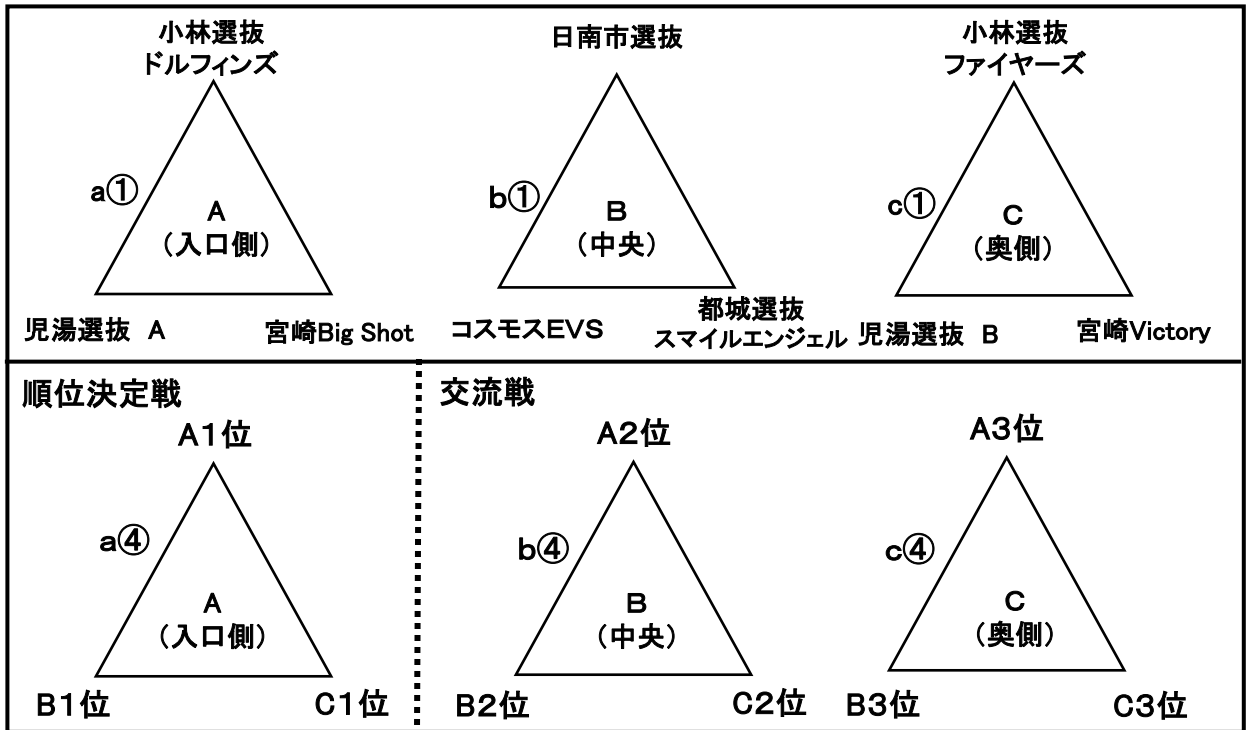 小林選抜
ドルフィンズ
a①
A
（入口側）
児湯選抜 A
宮崎Big Shot
日南市選抜
b①
B
（中央）
コスモスEVS
都城選抜
スマイルエンジェル
小林選抜
ファイヤーズ
c①
C
（奥側）
児湯選抜 B
宮崎Victory
順位決定戦
A1位
a④
A
（入口側）
B1位
C1位
交流戦
A2位
b④
B
（中央）
B2位
C2位
A3位
c④
C
（奥側）
B3位
C3位